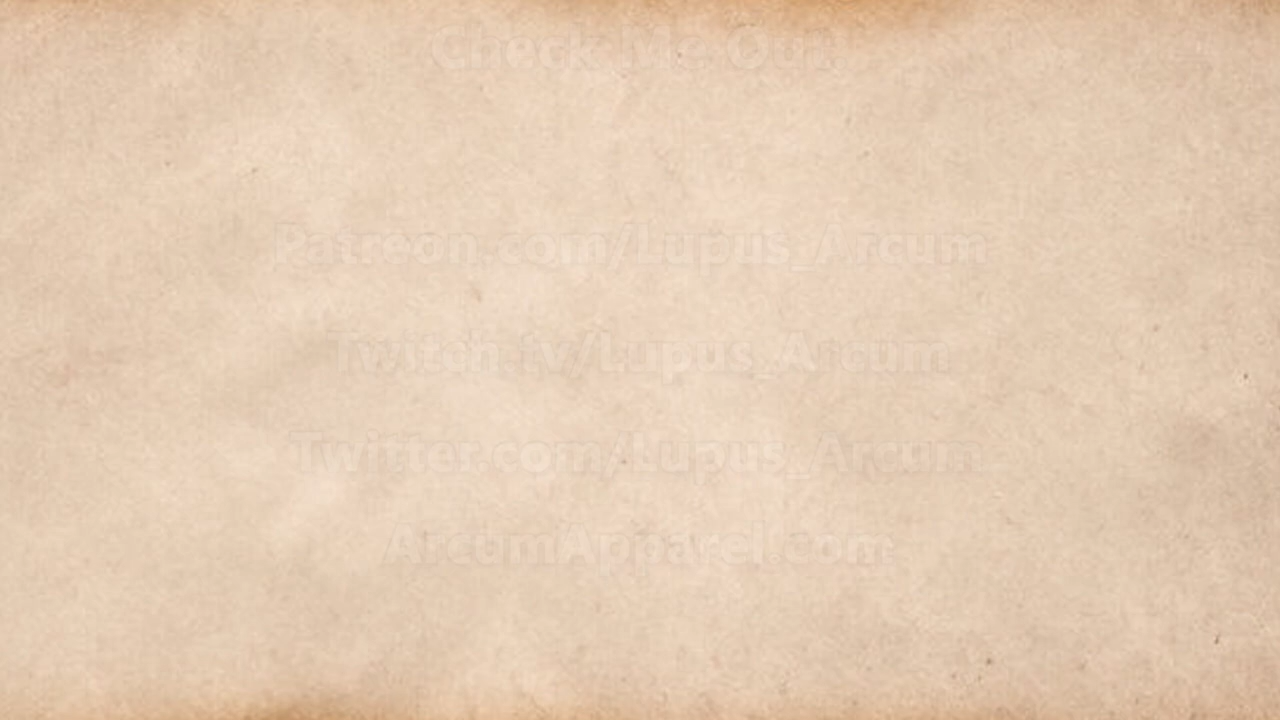 Check Me Out
Patreon.com/Lupus_Arcum
Twitch.tv/Lupus_Arcum
Twitter.com/Lupus_Arcum
ArcumApparel.com